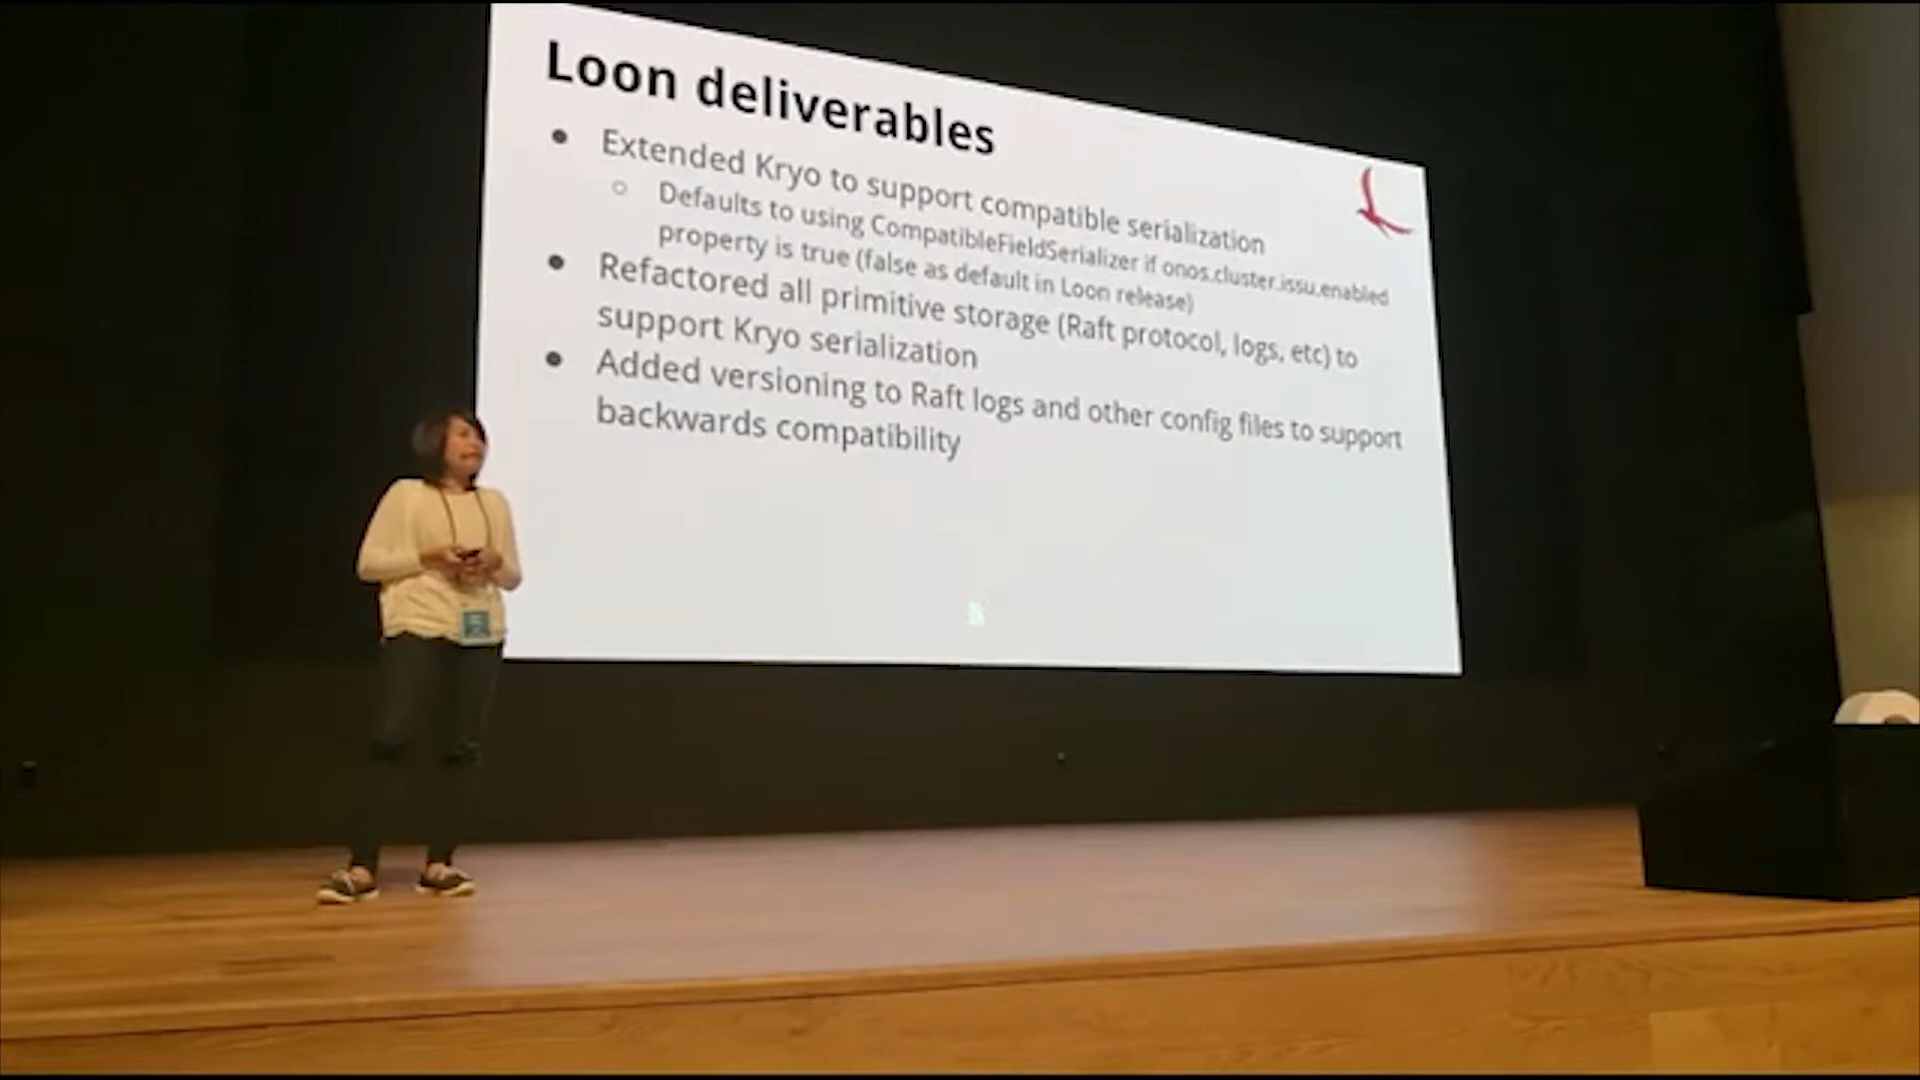 Loon deliverables
● Extended Kryo to support compatible serialization
○ Defaults to using CompatibleFieldSerializer if onos.cluster.issu.enabled
property is true (false as default in Loon release)
● Refactored all primitive storage (Raft protocol, logs, etc) to
support Kryo serialization
● Added versioning to Raft logs and other config files to support
backwards compatibility